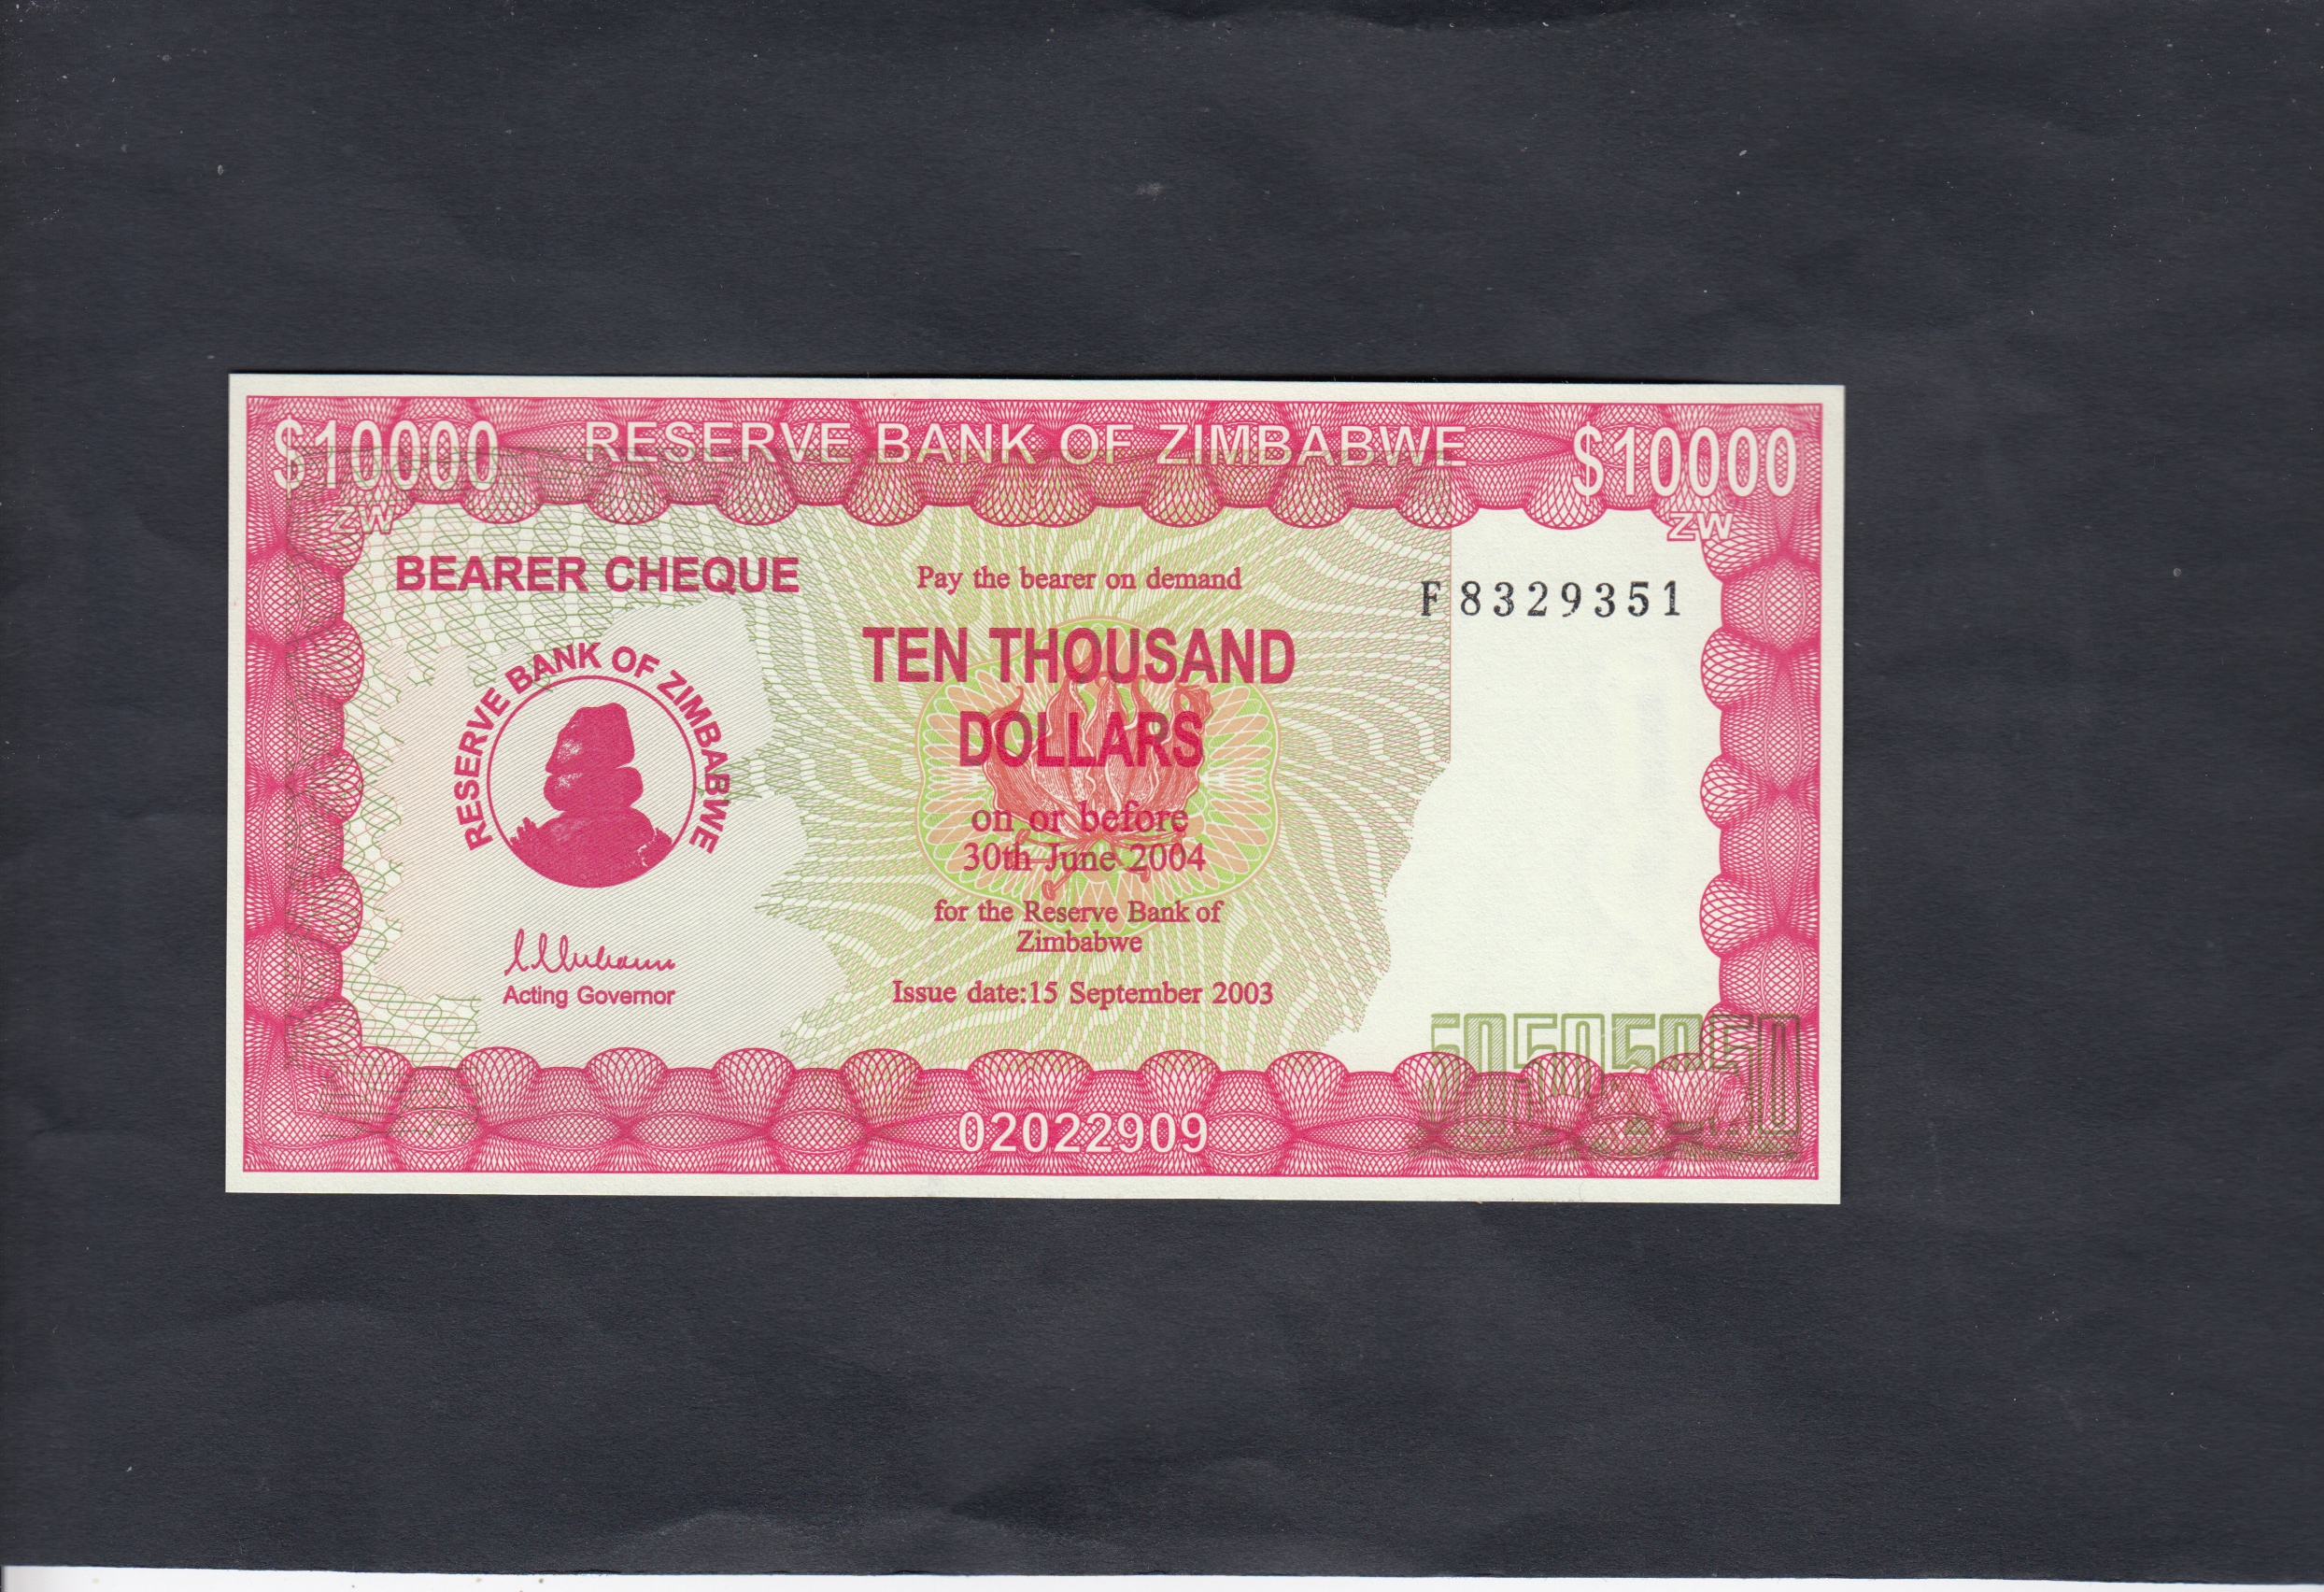 $10000 RESERVE BANK OF ZIMBABWE $10000
ZW ZW
BEARER CHEQUE
Pay the bearer on demand
F 8329351
TEN THOUSAND
DOLLARS
RESERVE BANK OF ZIMBABWE
on or before
30th June 2004
for the Reserve Bank of
Zimbabwe
Acting Governor
Issue date:15 September 2003
02022909